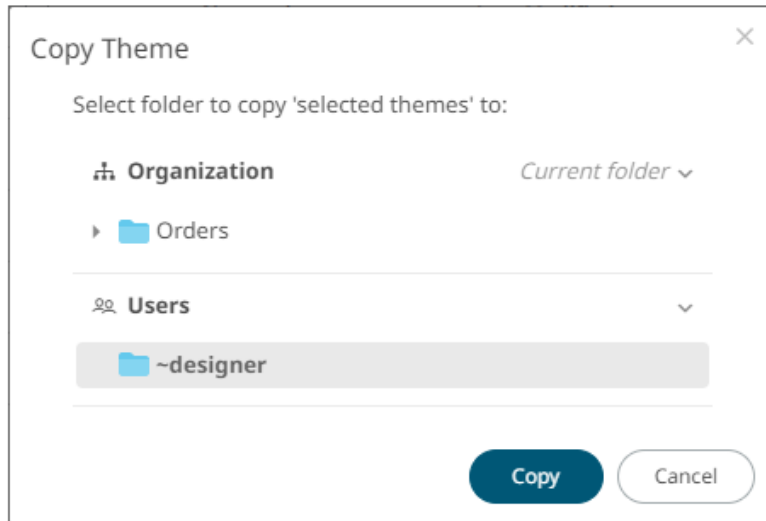 Copy Theme
Select folder to copy 'selected themes' to:
Organization Current folder
Orders
Users
~designer
Copy Cancel